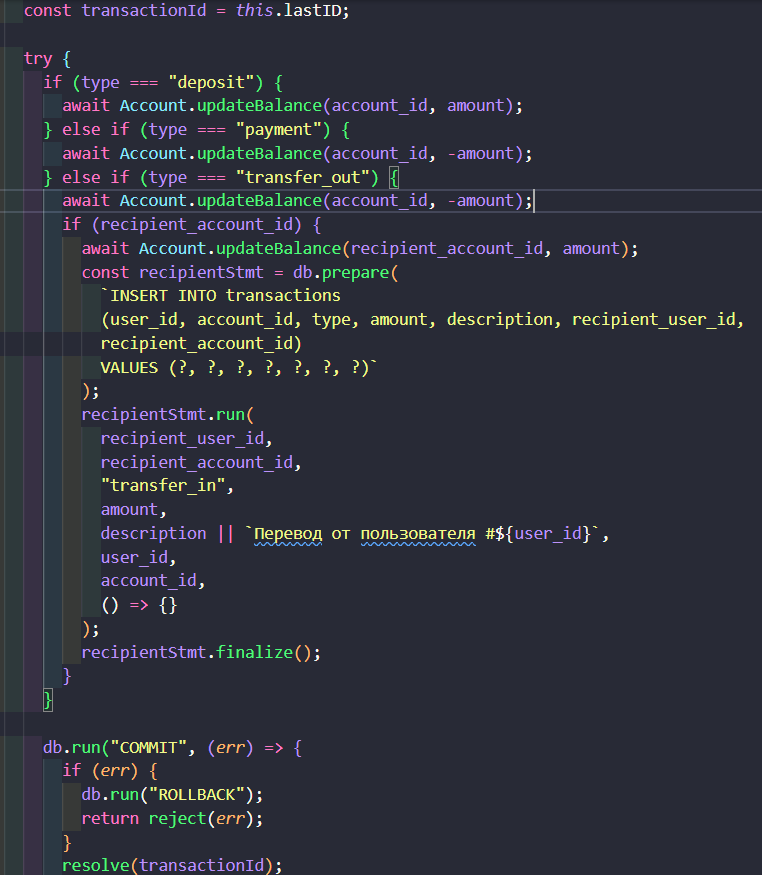 const transactionId = this.lastID;
try {
if (type === "deposit") {
await Account.updateBalance(account_id, amount);
} else if (type === "payment") {
await Account.updateBalance(account_id, -amount);
} else if (type === "transfer_out") {
await Account.updateBalance(account_id, -amount);
if (recipient_account_id) {
await Account.updateBalance(recipient_account_id, amount);
const recipientStmt = db.prepare(
`INSERT INTO transactions
(user_id, account_id, type, amount, description, recipient_user_id,
recipient_account_id)
VALUES (?, ?, ?, ?, ?, ?, ?)`
);
recipientStmt.run(
recipient_user_id,
recipient_account_id,
"transfer_in",
amount,
description || `Перевод от пользователя #${user_id}`,
user_id,
account_id,
() => {}
);
recipientStmt.finalize();
}
}
db.run("COMMIT", (err) => {
if (err) {
db.run("ROLLBACK");
return reject(err);
}
resolve(transactionId);